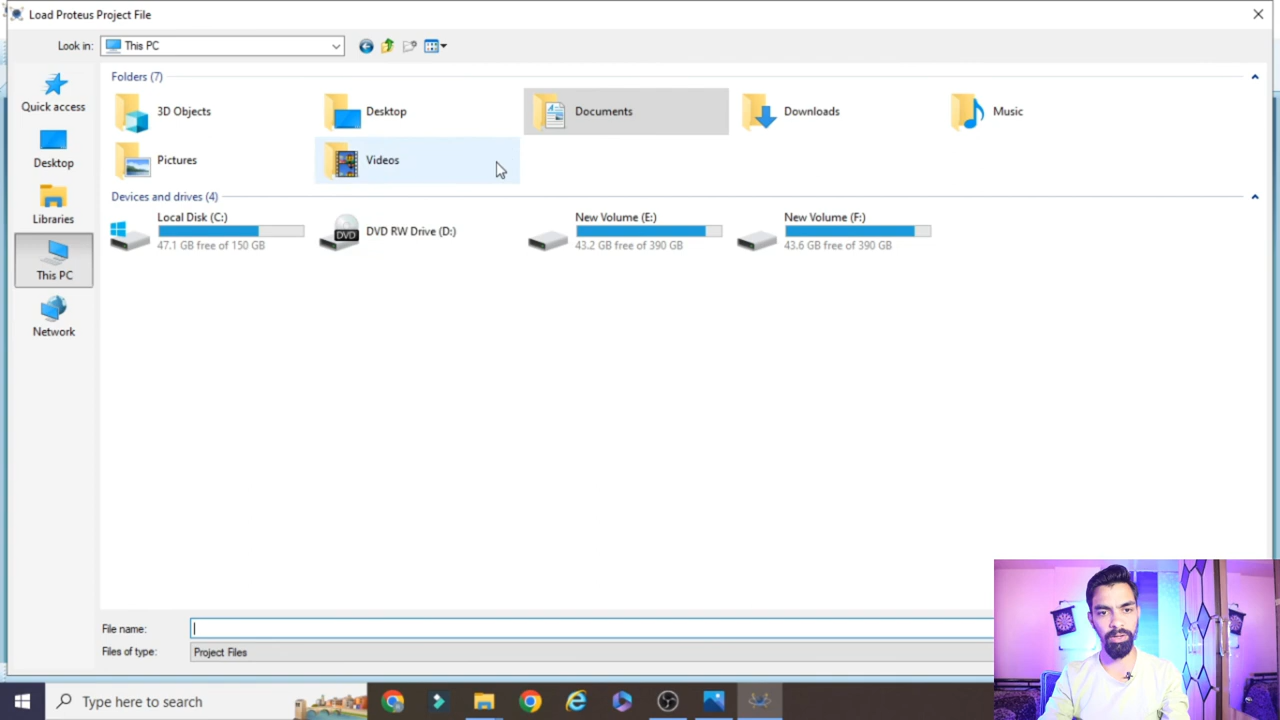 Load Proteus Project File
Look in: This PC
Quick access
Desktop
Libraries
This PC
Network
Folders (7)
3D Objects Desktop Documents Downloads Music
Pictures Videos
Devices and drives (4)
Local Disk (C:)
47.1 GB free of 150 GB
DVD RW Drive (D:)
DVD
New Volume (E:)
43.2 GB free of 390 GB
New Volume (F:)
43.6 GB free of 390 GB
File name:
Files of type: Project Files
Type here to search